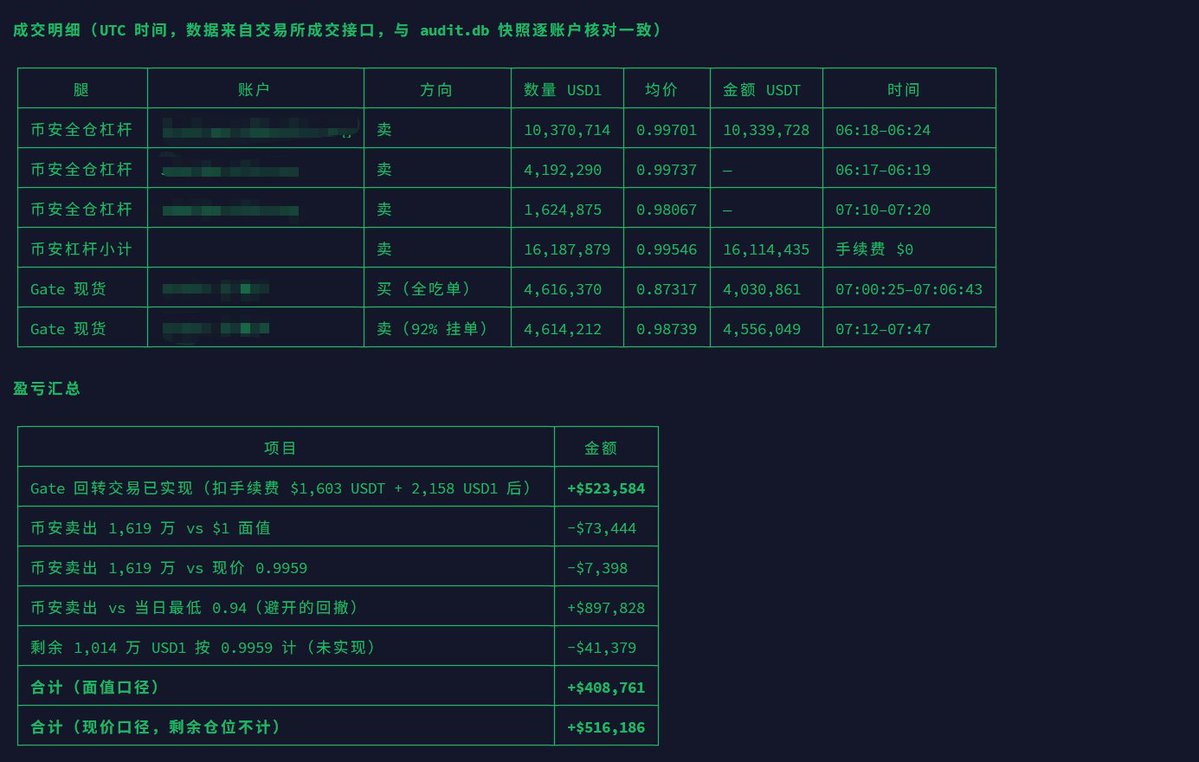 成交明细（UTC 时间，数据来自交易所成交接口，与 audit.db 快照逐账户核对一致）
腿 账户 方向 数量 USD1 均价 金额 USDT 时间
币安全仓杠杆 卖 10,370,714 0.99701 10,339,728 06:18–06:24
币安全仓杠杆 卖 4,192,290 0.99737 — 06:17–06:19
币安全仓杠杆 卖 1,624,875 0.98067 — 07:10–07:20
币安杠杆小计 卖 16,187,879 0.99546 16,114,435 手续费 $0
Gate 现货 买（全吃单） 4,616,370 0.87317 4,030,861 07:00:25–07:06:43
Gate 现货 卖（92% 挂单） 4,614,212 0.98739 4,556,049 07:12–07:47
盈亏汇总
项目 金额
Gate 回转交易已实现（扣手续费 $1,603 USDT + 2,158 USD1 后） +$523,584
币安卖出 1,619 万 vs $1 面值 −$73,444
币安卖出 1,619 万 vs 现价 0.9959 −$7,398
币安卖出 vs 当日最低 0.94（避开的回撤） +$897,828
剩余 1,014 万 USD1 按 0.9959 计（未实现） −$41,379
合计（面值口径） +$408,761
合计（现价口径，剩余仓位不计） +$516,186